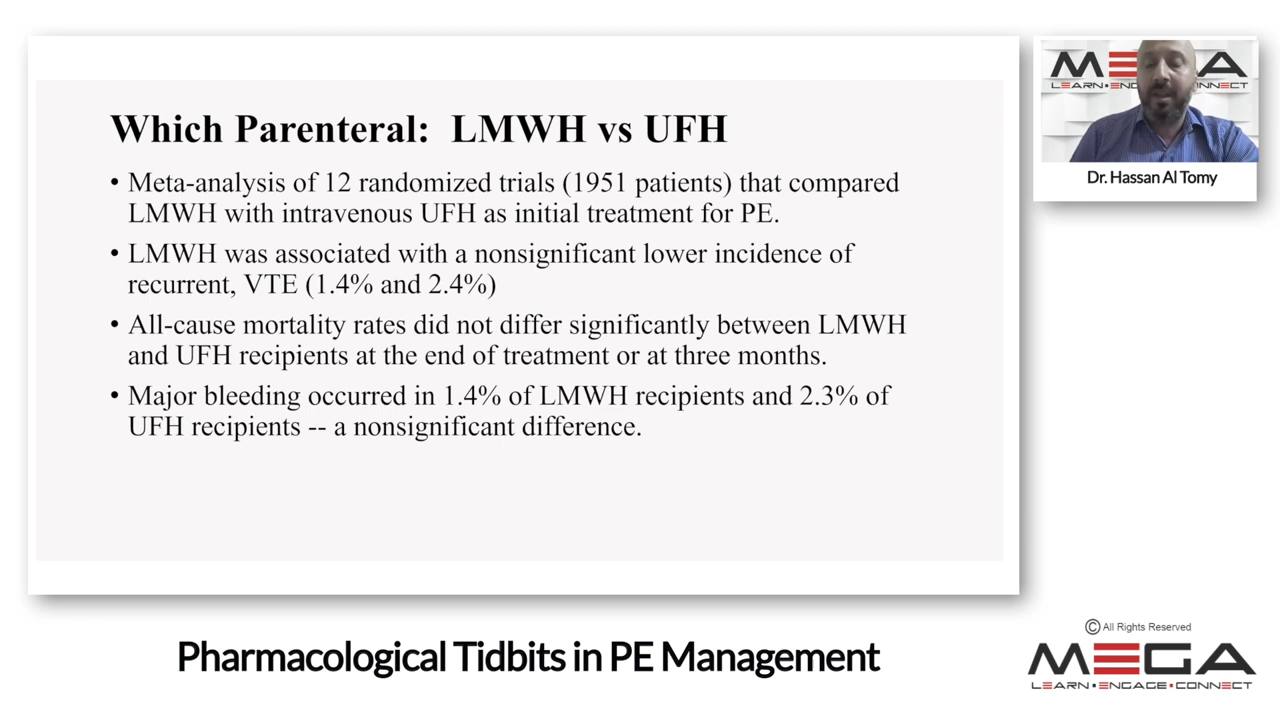 Which Parenteral:  LMWH vs UFH
• Meta-analysis of 12 randomized trials (1951 patients) that compared
LMWH with intravenous UFH as initial treatment for PE.
• LMWH was associated with a nonsignificant lower incidence of
recurrent, VTE (1.4% and 2.4%)
• All-cause mortality rates did not differ significantly between LMWH
and UFH recipients at the end of treatment or at three months.
• Major bleeding occurred in 1.4% of LMWH recipients and 2.3% of
UFH recipients -- a nonsignificant difference.
MEGA
LEARN•ENGAGE•CONNECT
Dr. Hassan Al Tomy
Pharmacological Tidbits in PE Management
© All Rights Reserved
MEGA
LEARN•ENGAGE•CONNECT